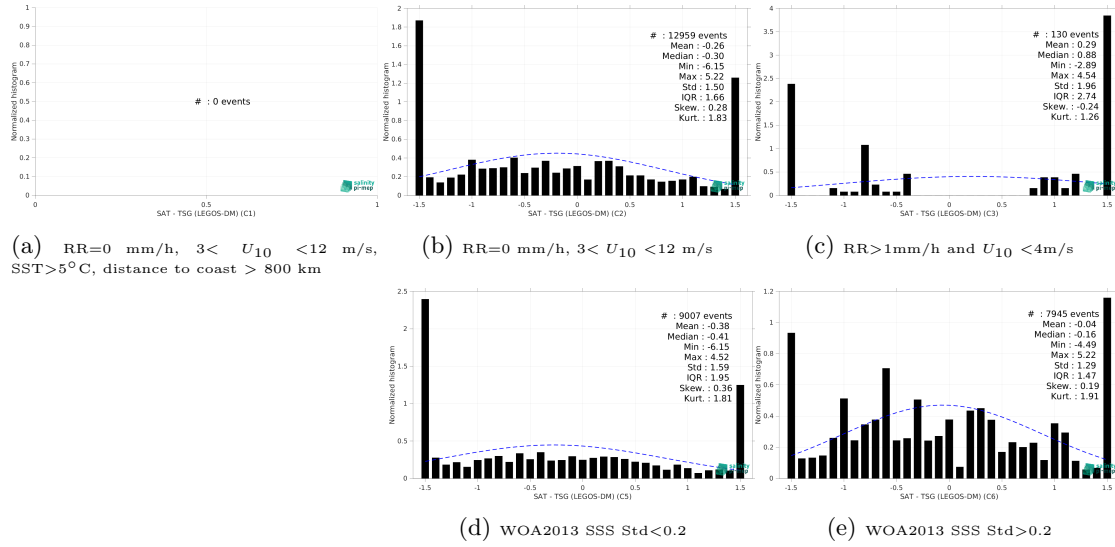 1
0.9
0.8
0.7
0.6
0.5
0.4
0.3
0.2
0.1
0
Normalized histogram
# : 0 events
salinity
pi-mep
0 0.5 1
SAT - TSG (LEGOS-DM) (C1)
(a) RR=0 mm/h, 3< U10 <12 m/s,
SST>5°C, distance to coast > 800 km
2
1.8
1.6
1.4
1.2
1
0.8
0.6
0.4
0.2
0
Normalized histogram
# : 12959 events
Mean : -0.26
Median : -0.30
Min : -6.15
Max : 5.22
Std : 1.50
IQR : 1.66
Skew. : 0.28
Kurt. : 1.83
salinity
pi-mep
-1.5 -1 -0.5 0 0.5 1 1.5
SAT - TSG (LEGOS-DM) (C2)
(b) RR=0 mm/h, 3< U10 <12 m/s
4
3.5
3
2.5
2
1.5
1
0.5
0
Normalized histogram
# : 130 events
Mean : 0.29
Median : 0.88
Min : -2.89
Max : 4.54
Std : 1.96
IQR : 2.74
Skew. : -0.24
Kurt. : 1.26
-1.5 -1 -0.5 0 0.5 1 1.5
SAT - TSG (LEGOS-DM) (C3)
(c) RR>1mm/h and U10 <4m/s
2.5
2
1.5
1
0.5
0
Normalized histogram
# : 9007 events
Mean : -0.38
Median : -0.41
Min : -6.15
Max : 4.52
Std : 1.59
IQR : 1.95
Skew. : 0.36
Kurt. : 1.81
-1.5 -1 -0.5 0 0.5 1 1.5
SAT - TSG (LEGOS-DM) (C5)
(d) WOA2013 SSS Std<0.2
1.2
1
0.8
0.6
0.4
0.2
0
Normalized histogram
# : 7945 events
Mean : -0.04
Median : -0.16
Min : -4.49
Max : 5.22
Std : 1.29
IQR : 1.47
Skew. : 0.19
Kurt. : 1.91
-1.5 -1 -0.5 0 0.5 1 1.5
SAT - TSG (LEGOS-DM) (C6)
(e) WOA2013 SSS Std>0.2